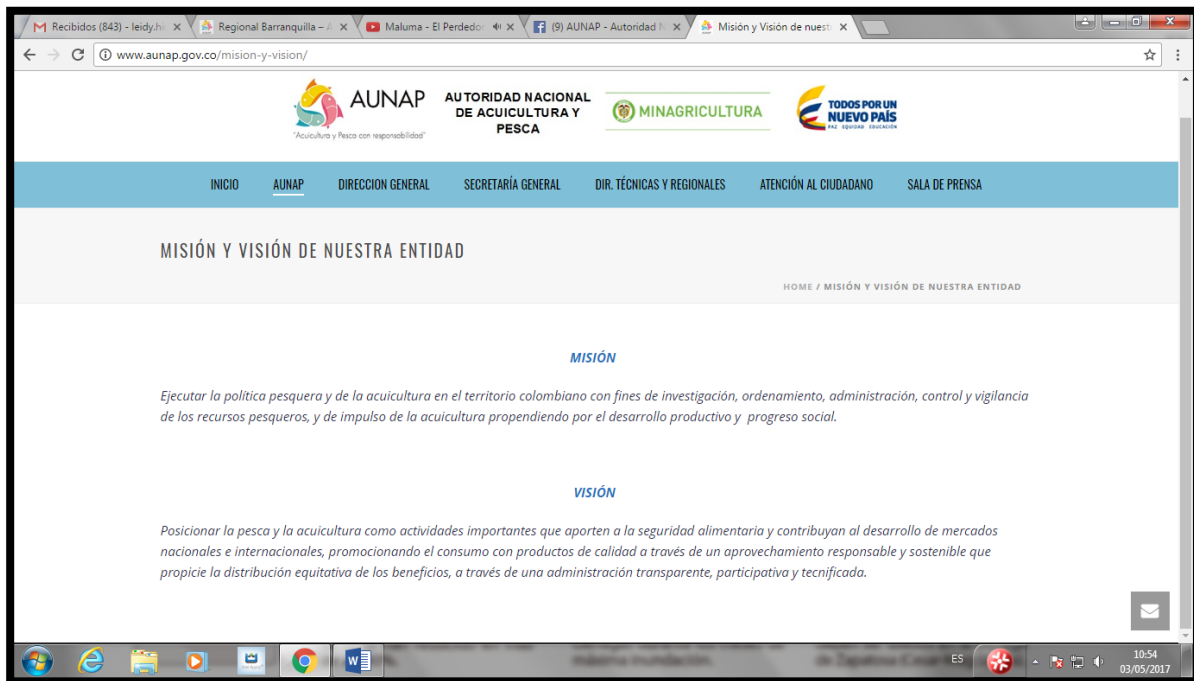 Recibidos (843) - leidy.hi
Regional Barranquilla – A
Maluma - El Perdedor
(9) AUNAP - Autoridad N
Misión y Visión de nuest
www.aunap.gov.co/mision-y-vision/
AUNAP
"Acuicultura y Pesca con responsabilidad"
AUTORIDAD NACIONAL
DE ACUICULTURA Y
PESCA
MINAGRICULTURA
TODOS POR UN
NUEVO PAÍS
PAZ EQUIDAD EDUCACIÓN
INICIO AUNAP DIRECCION GENERAL SECRETARÍA GENERAL DIR. TÉCNICAS Y REGIONALES ATENCIÓN AL CIUDADANO SALA DE PRENSA
MISIÓN Y VISIÓN DE NUESTRA ENTIDAD
HOME / MISIÓN Y VISIÓN DE NUESTRA ENTIDAD
MISIÓN
Ejecutar la política pesquera y de la acuicultura en el territorio colombiano con fines de investigación, ordenamiento, administración, control y vigilancia
de los recursos pesqueros, y de impulso de la acuicultura propendiendo por el desarrollo productivo y progreso social.
VISIÓN
Posicionar la pesca y la acuicultura como actividades importantes que aporten a la seguridad alimentaria y contribuyan al desarrollo de mercados
nacionales e internacionales, promocionando el consumo con productos de calidad a través de un aprovechamiento responsable y sostenible que
propicie la distribución equitativa de los beneficios, a través de una administración transparente, participativa y tecnificada.
máxima inundación.
ES
10:54
03/05/2017